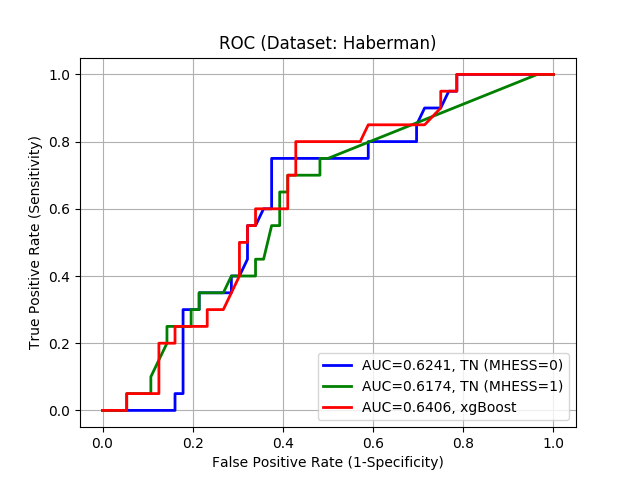 ROC (Dataset: Haberman)
True Positive Rate (Sensitivity)
1.0
0.8
0.6
0.4
0.2
0.0
AUC=0.6241, TN (MHESS=0)
AUC=0.6174, TN (MHESS=1)
AUC=0.6406, xgBoost
0.0 0.2 0.4 0.6 0.8 1.0
False Positive Rate (1-Specificity)